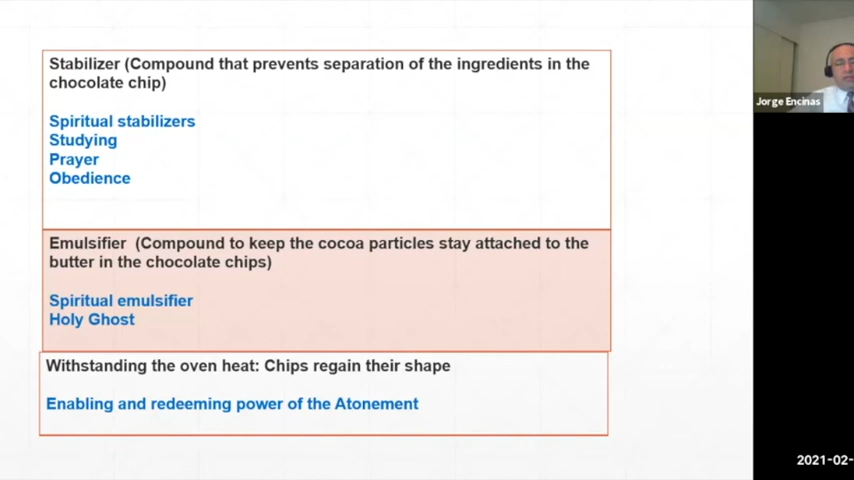 Stabilizer (Compound that prevents separation of the ingredients in the
chocolate chip)
Spiritual stabilizers
Studying
Prayer
Obedience
Emulsifier (Compound to keep the cocoa particles stay attached to the
butter in the chocolate chips)
Spiritual emulsifier
Holy Ghost
Withstanding the oven heat: Chips regain their shape
Enabling and redeeming power of the Atonement
Jorge Encinas
2021-02-